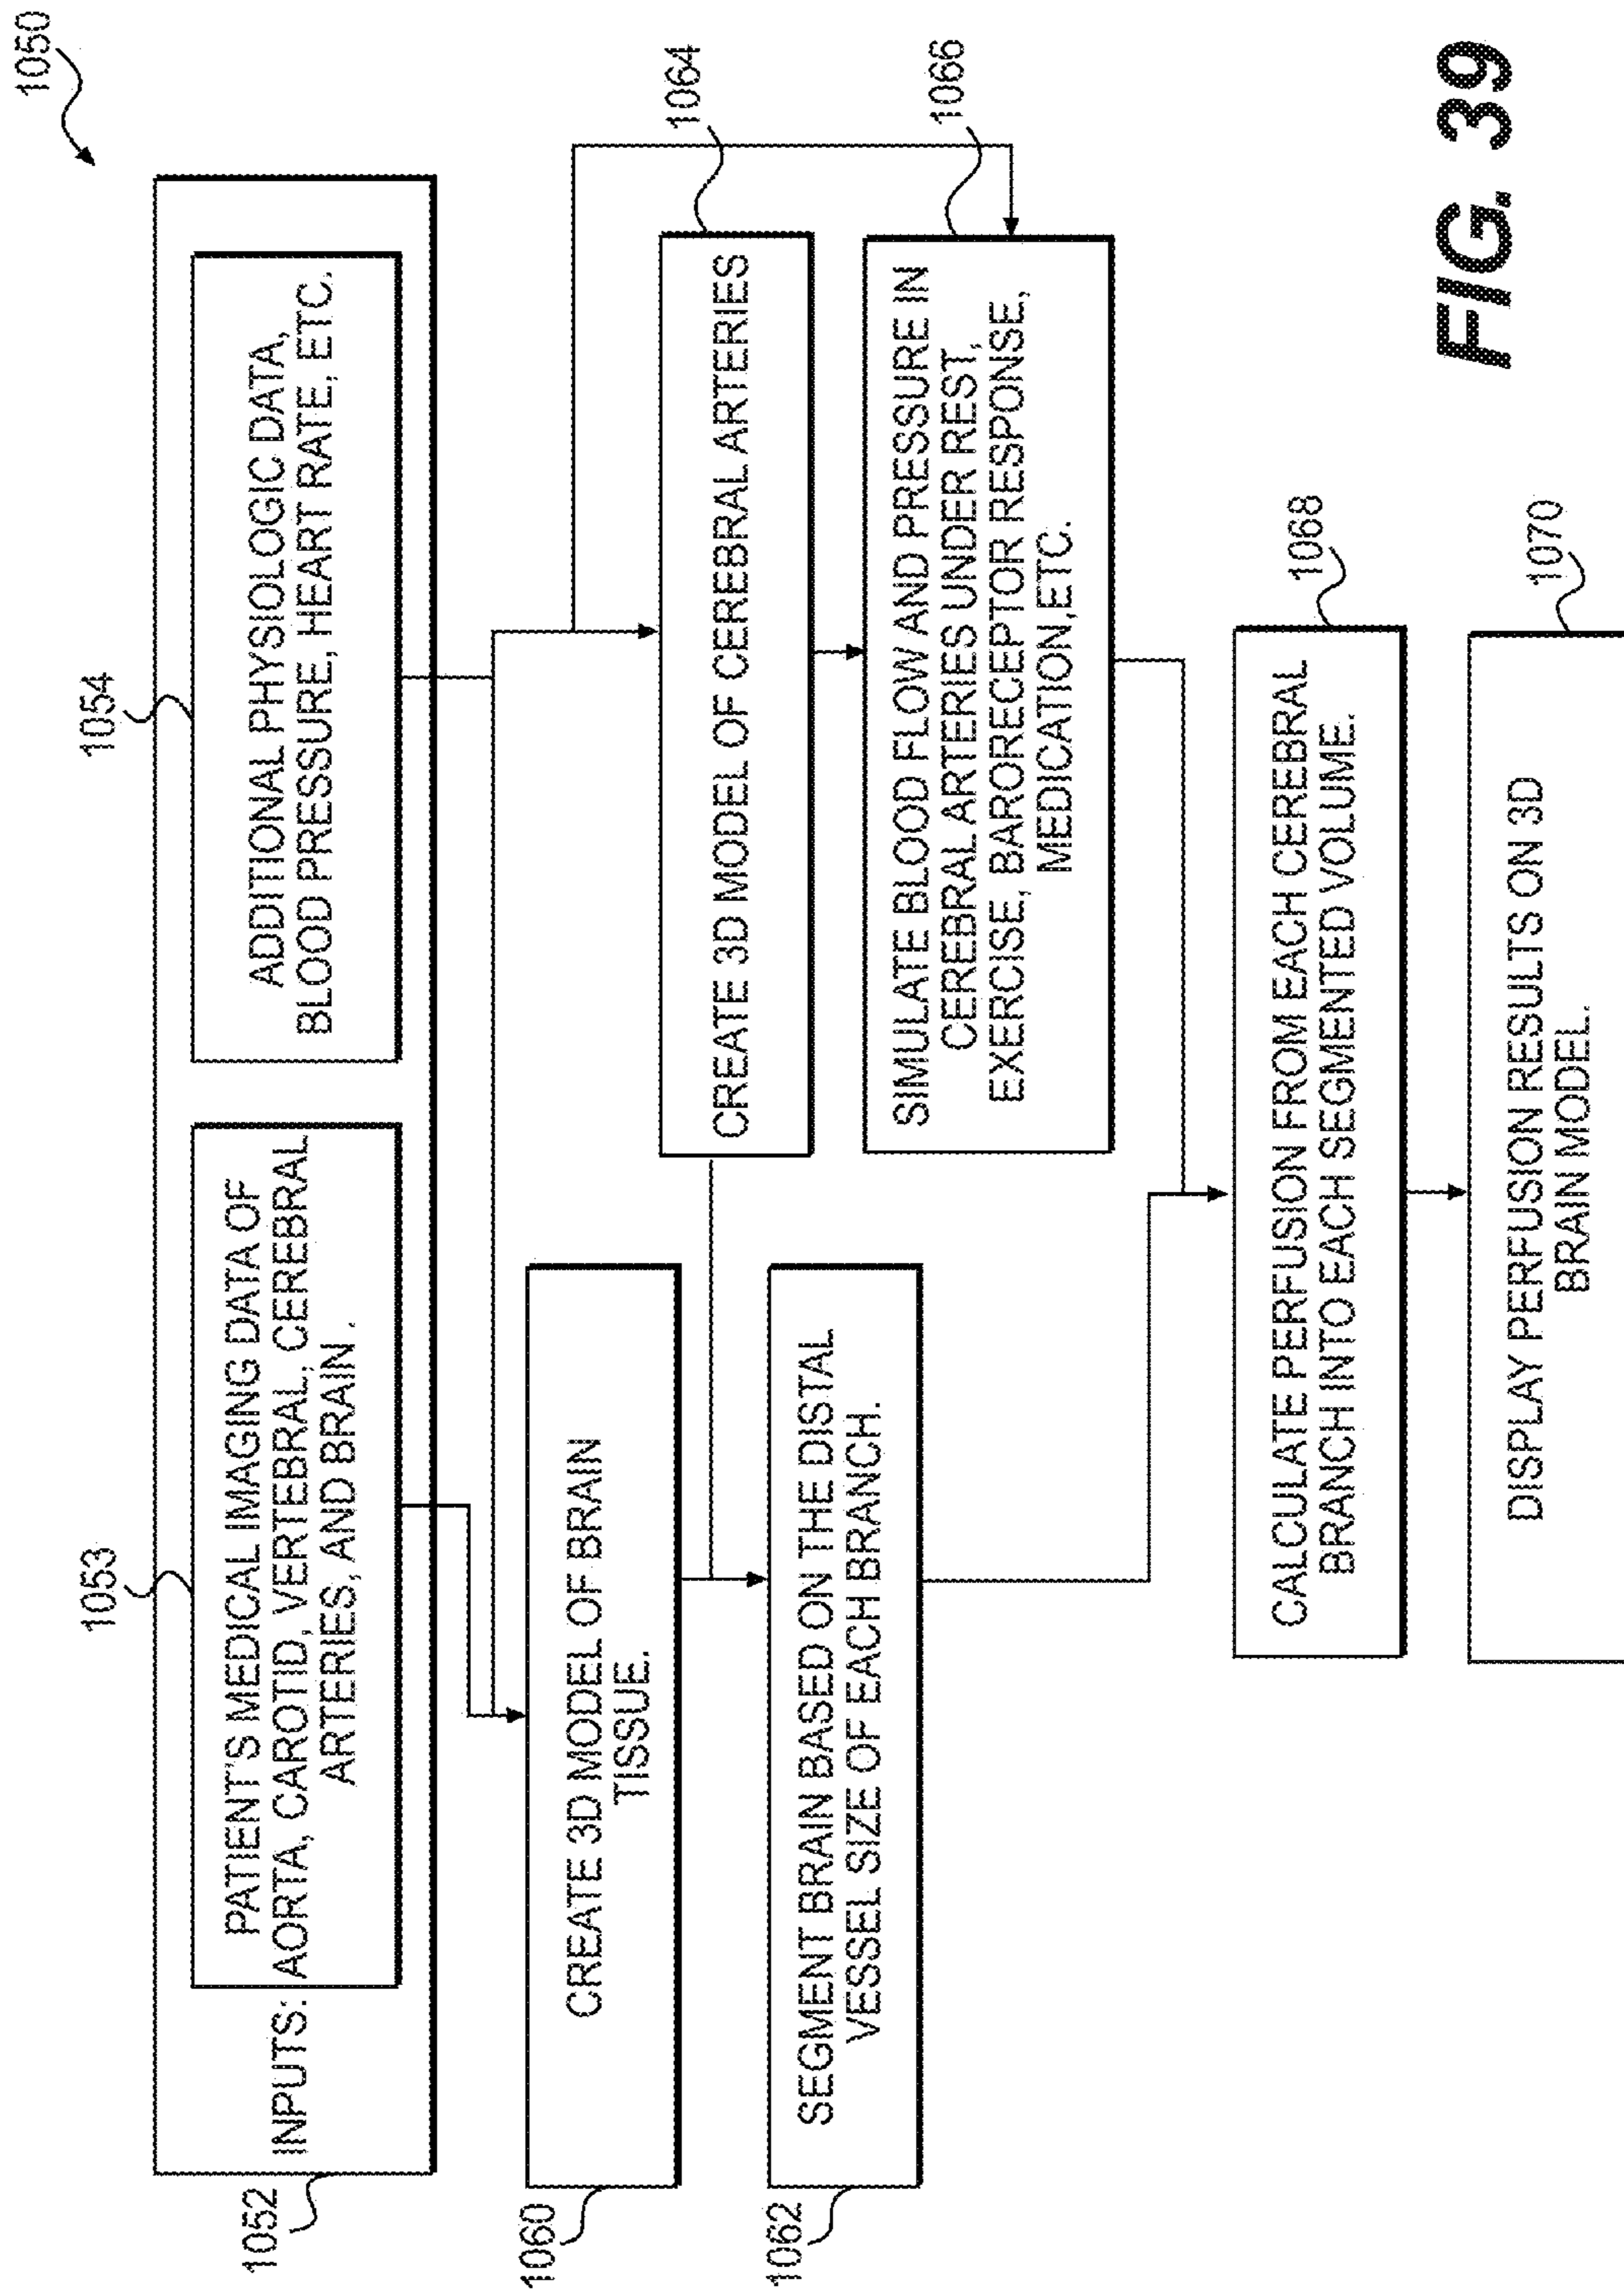 1050
1052
INPUTS:
1053
PATIENT'S MEDICAL IMAGING DATA OF
AORTA, CAROTID, VERTEBRAL, CEREBRAL
ARTERIES, AND BRAIN.
1054
ADDITIONAL PHYSIOLOGIC DATA,
BLOOD PRESSURE, HEART RATE, ETC.
1060
CREATE 3D MODEL OF BRAIN
TISSUE.
1064
CREATE 3D MODEL OF CEREBRAL ARTERIES
1062
SEGMENT BRAIN BASED ON THE DISTAL
VESSEL SIZE OF EACH BRANCH.
1066
SIMULATE BLOOD FLOW AND PRESSURE IN
CEREBRAL ARTERIES UNDER REST,
EXERCISE, BARORECEPTOR RESPONSE,
MEDICATION,ETC.
1068
CALCULATE PERFUSION FROM EACH CEREBRAL
BRANCH INTO EACH SEGMENTED VOLUME.
1070
DISPLAY PERFUSION RESULTS ON 3D
BRAIN MODEL.
FIG. 39